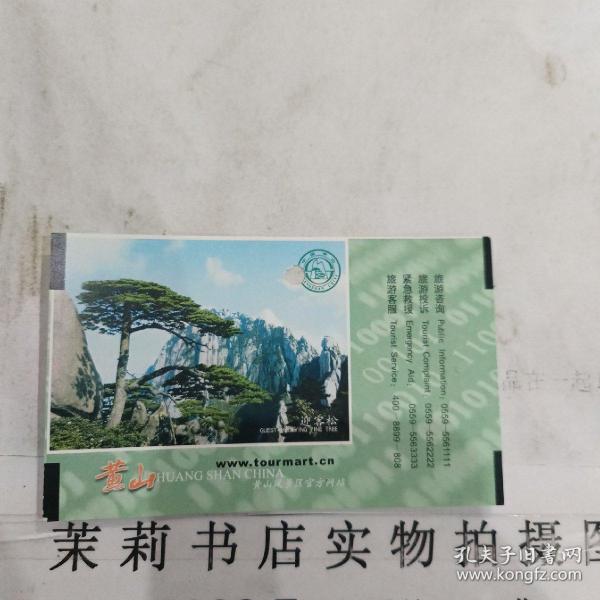 迎客松
GUEST-GREETING PINE TREE
www.tourmart.cn
黄山
HUANG SHAN CHINA
黄山风景区官方网站
旅游咨询 Public Information: 0559-5561111
旅游投诉 Tourist Complaint 0559-5562222
紧急救援 Emergency Aid, 0559-5563333
旅游客服 Tourist Service: 400-8899-808
茉莉书店实物拍摄图
孔夫子旧书网
www.kongfz.com